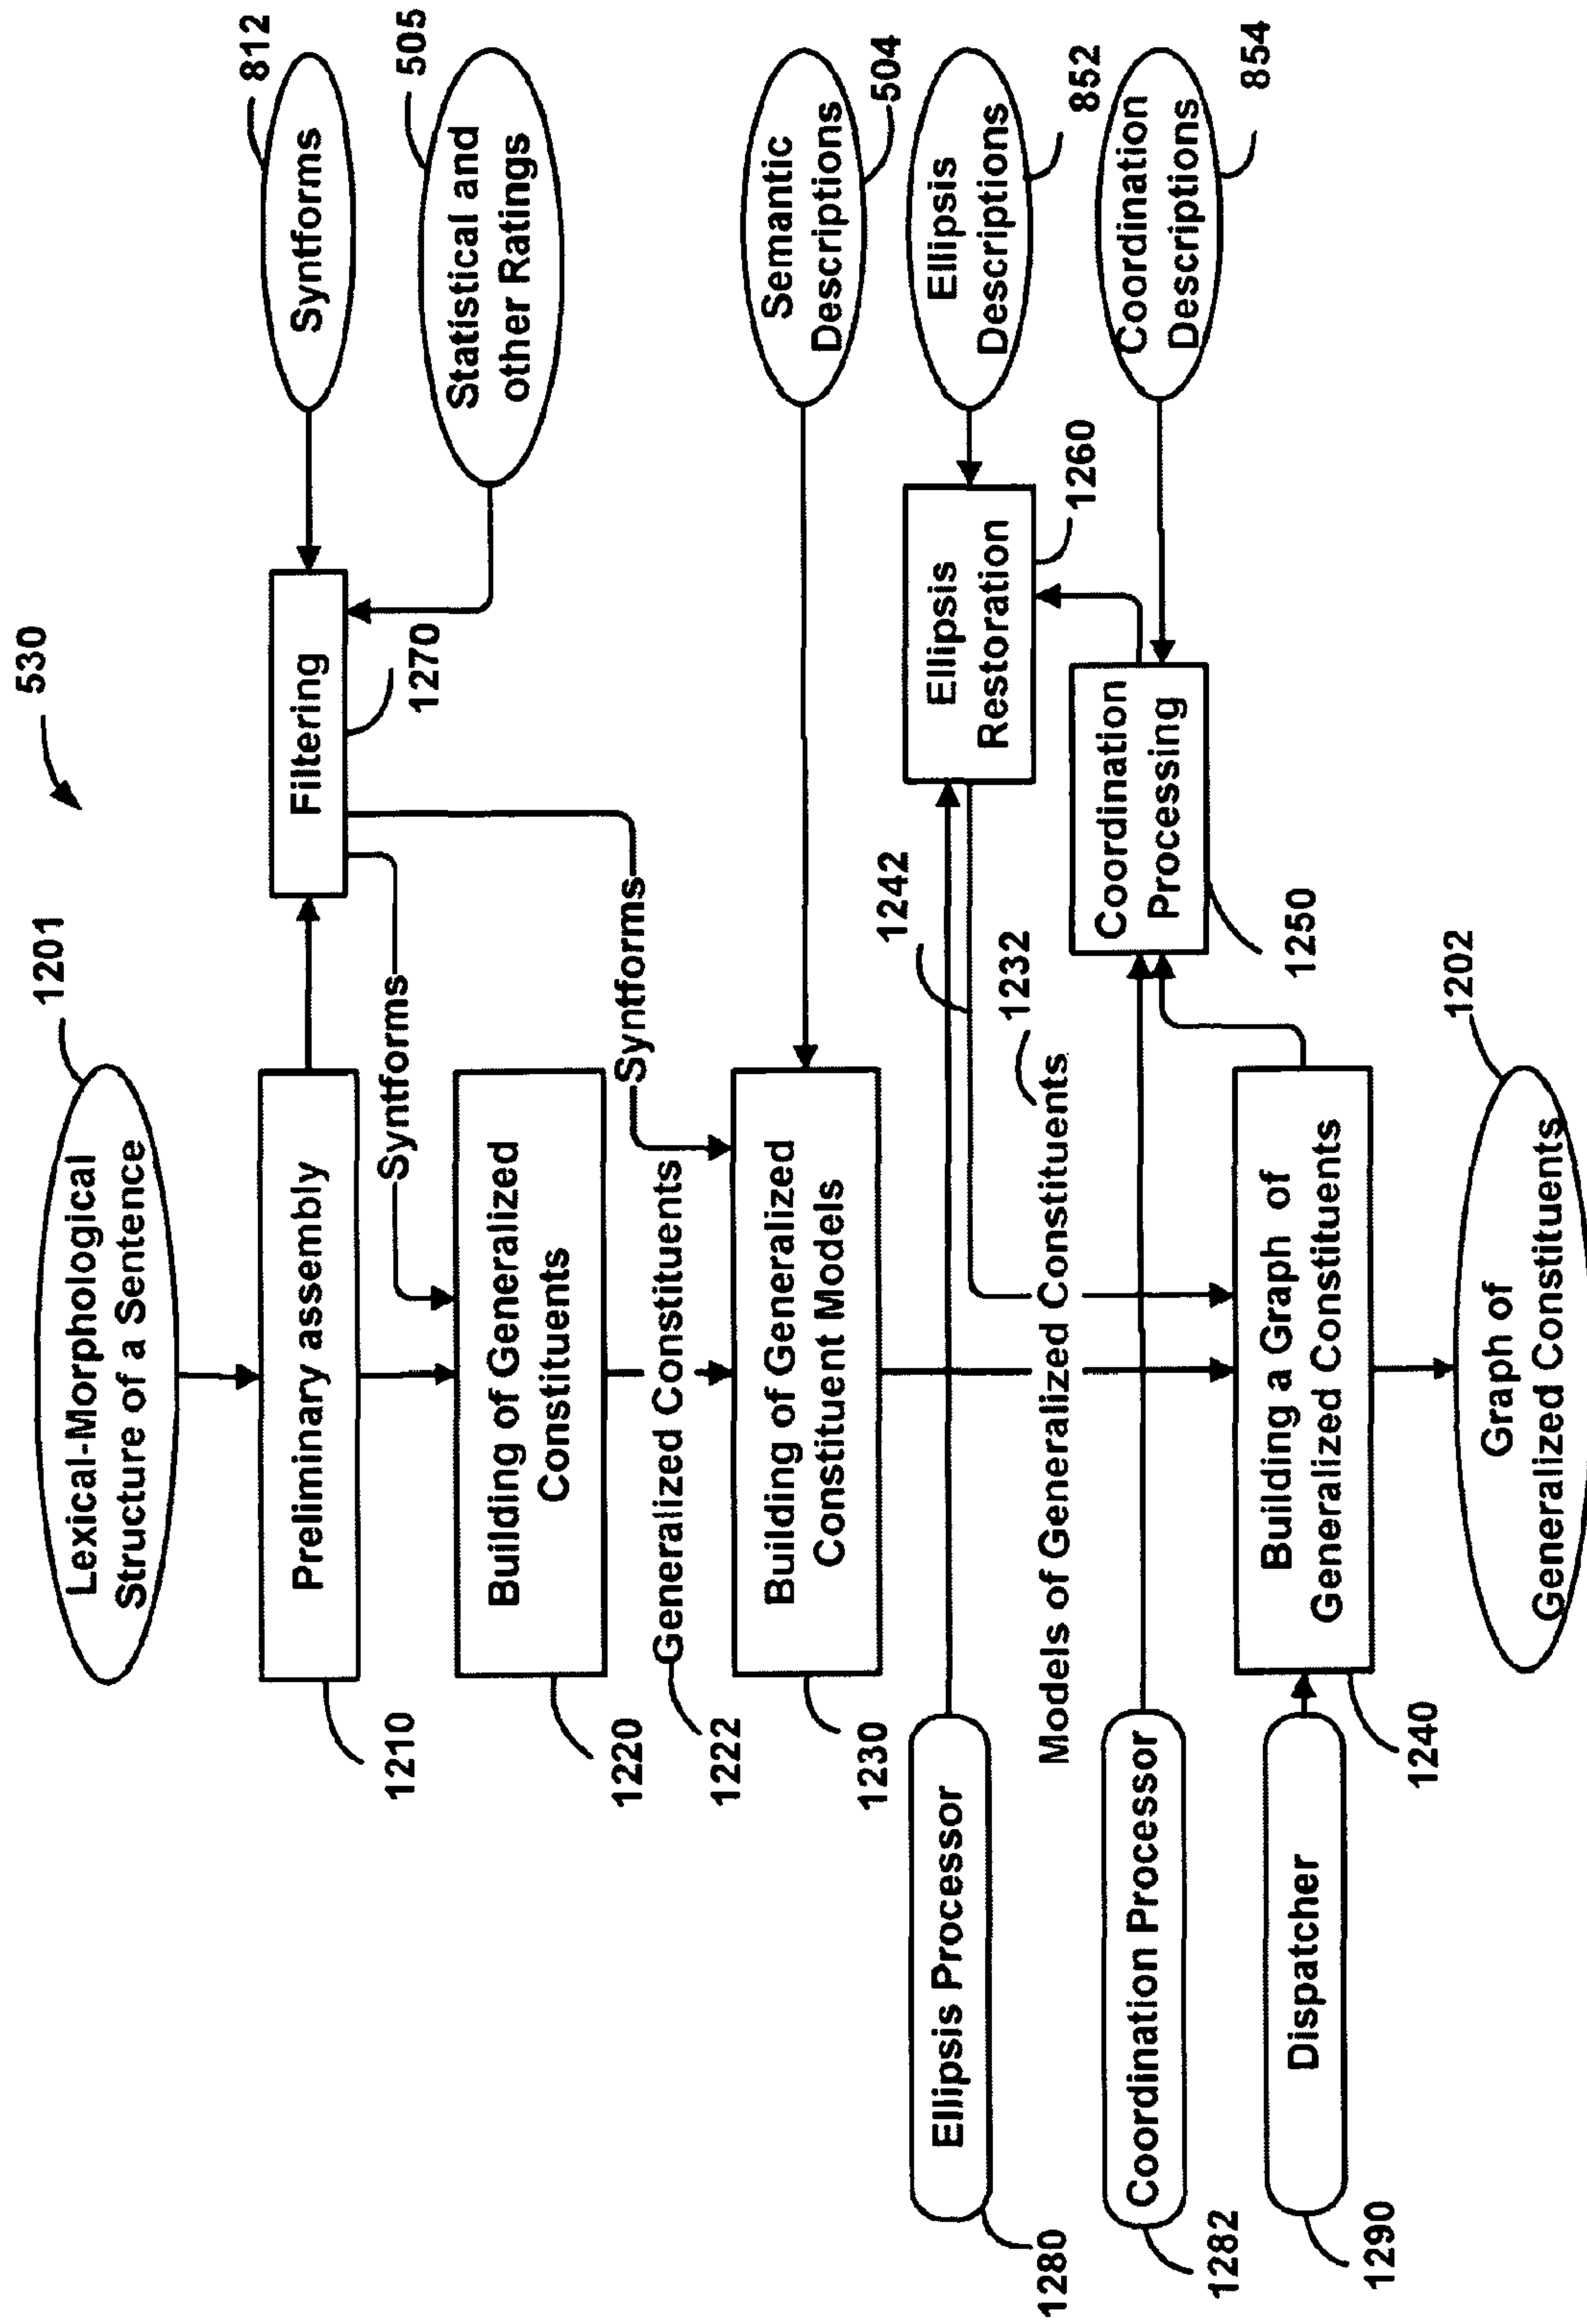 530
1201
Lexical-Morphological
Structure of a Sentence
812
Syntforms
505
Statistical and
other Ratings
Preliminary assembly
1210
Filtering
1270
Syntforms
Syntforms
Building of Generalized
Constituents
1220
Generalized Constituents
1222
Building of Generalized
Constituent Models
1230
Semantic
Descriptions
504
Ellipsis Processor
1280
1242
Ellipsis
Restoration
1260
Ellipsis
Descriptions
852
Models of Generalized Constituents
1232
Coordination Processor
1282
Coordination
Processing
1250
Coordination
Descriptions
854
Dispatcher
1290
Building a Graph of
Generalized Constituents
1240
Graph of
Generalized Constituents
1202